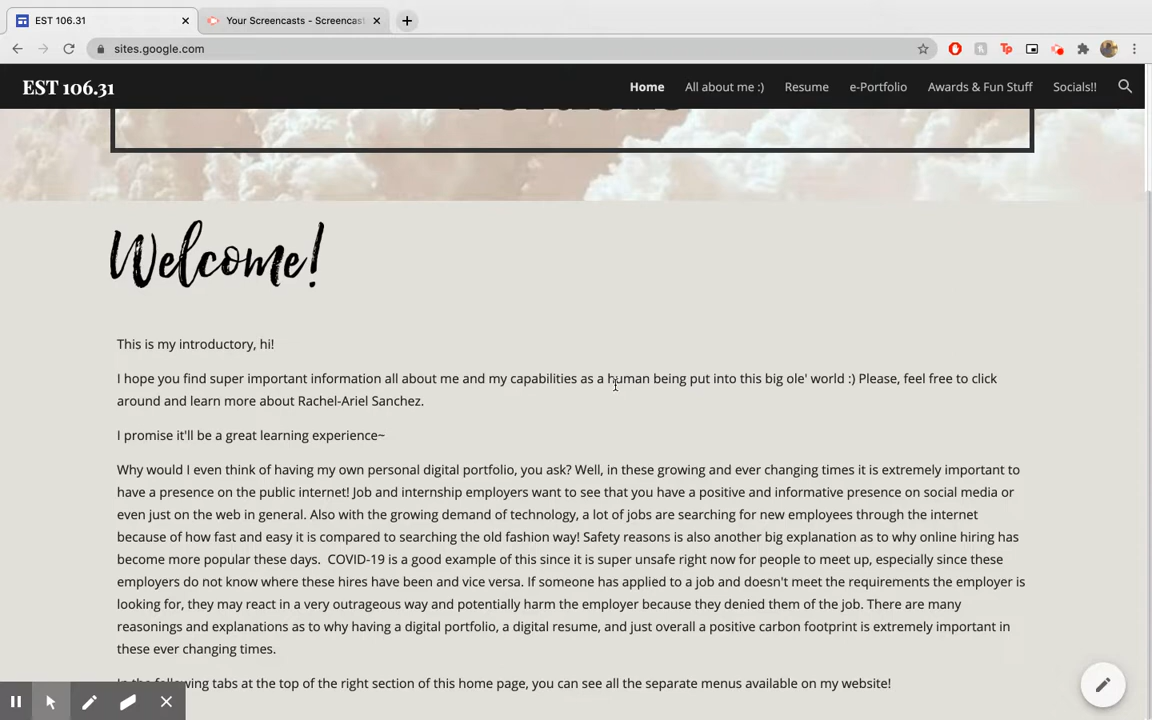 EST 106.31
Your Screencasts - Screencast
sites.google.com
EST 106.31
Home
All about me :)
Resume
e-Portfolio
Awards & Fun Stuff
Socials!!
Welcome!
This is my introductory, hi!
I hope you find super important information all about me and my capabilities as a human being put into this big ole' world :) Please, feel free to click
around and learn more about Rachel-Ariel Sanchez.
I promise it'll be a great learning experience~
Why would I even think of having my own personal digital portfolio, you ask? Well, in these growing and ever changing times it is extremely important to
have a presence on the public internet! Job and internship employers want to see that you have a positive and informative presence on social media or
even just on the web in general. Also with the growing demand of technology, a lot of jobs are searching for new employees through the internet
because of how fast and easy it is compared to searching the old fashion way! Safety reasons is also another big explanation as to why online hiring has
become more popular these days.  COVID-19 is a good example of this since it is super unsafe right now for people to meet up, especially since these
employers do not know where these hires have been and vice versa. If someone has applied to a job and doesn't meet the requirements the employer is
looking for, they may react in a very outrageous way and potentially harm the employer because they denied them of the job. There are many
reasonings and explanations as to why having a digital portfolio, a digital resume, and just overall a positive carbon footprint is extremely important in
these ever changing times.
In the following tabs at the top of the right section of this home page, you can see all the separate menus available on my website!